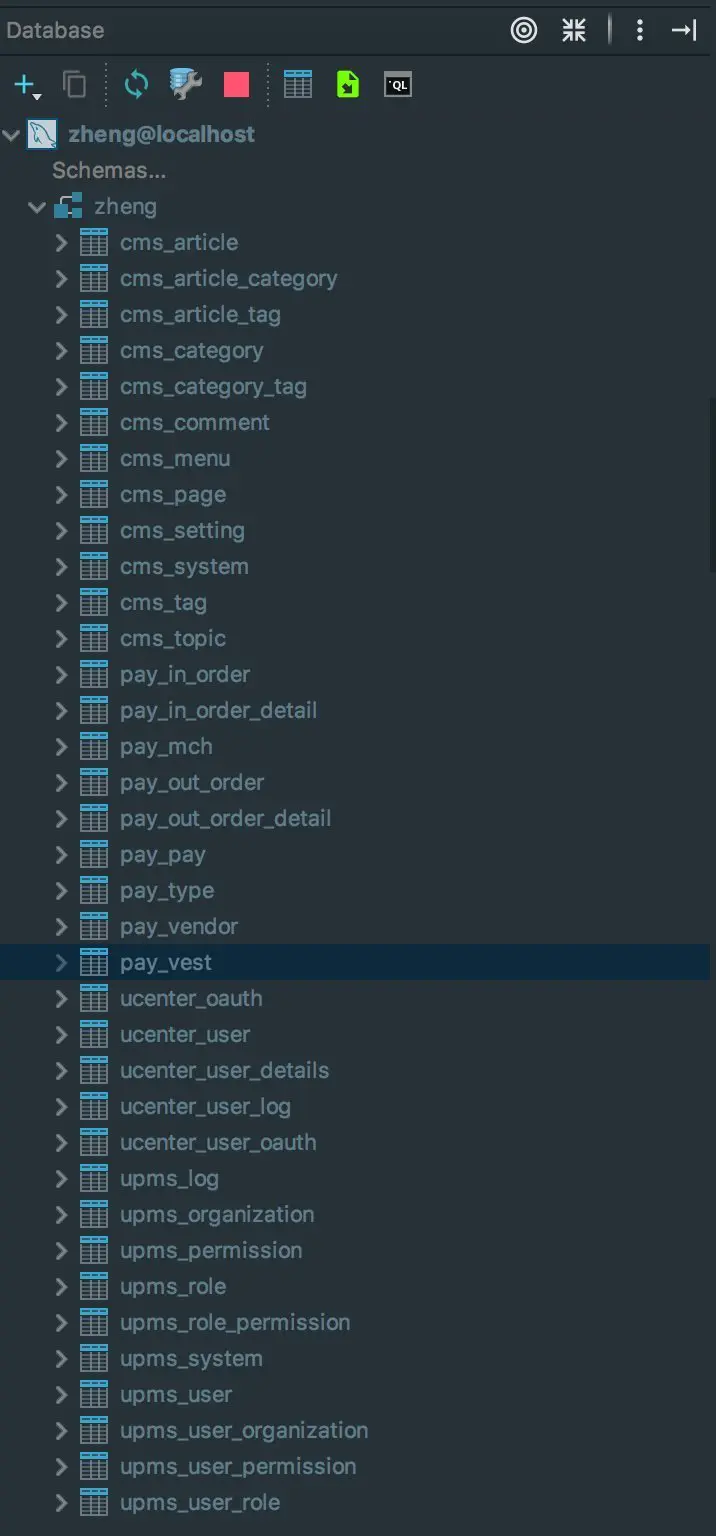 Database
QL
zheng@localhost
Schemas...
zheng
cms_article
cms_article_category
cms_article_tag
cms_category
cms_category_tag
cms_comment
cms_menu
cms_page
cms_setting
cms_system
cms_tag
cms_topic
pay_in_order
pay_in_order_detail
pay_mch
pay_out_order
pay_out_order_detail
pay_pay
pay_type
pay_vendor
pay_vest
ucenter_oauth
ucenter_user
ucenter_user_details
ucenter_user_log
ucenter_user_oauth
upms_log
upms_organization
upms_permission
upms_role
upms_role_permission
upms_system
upms_user
upms_user_organization
upms_user_permission
upms_user_role